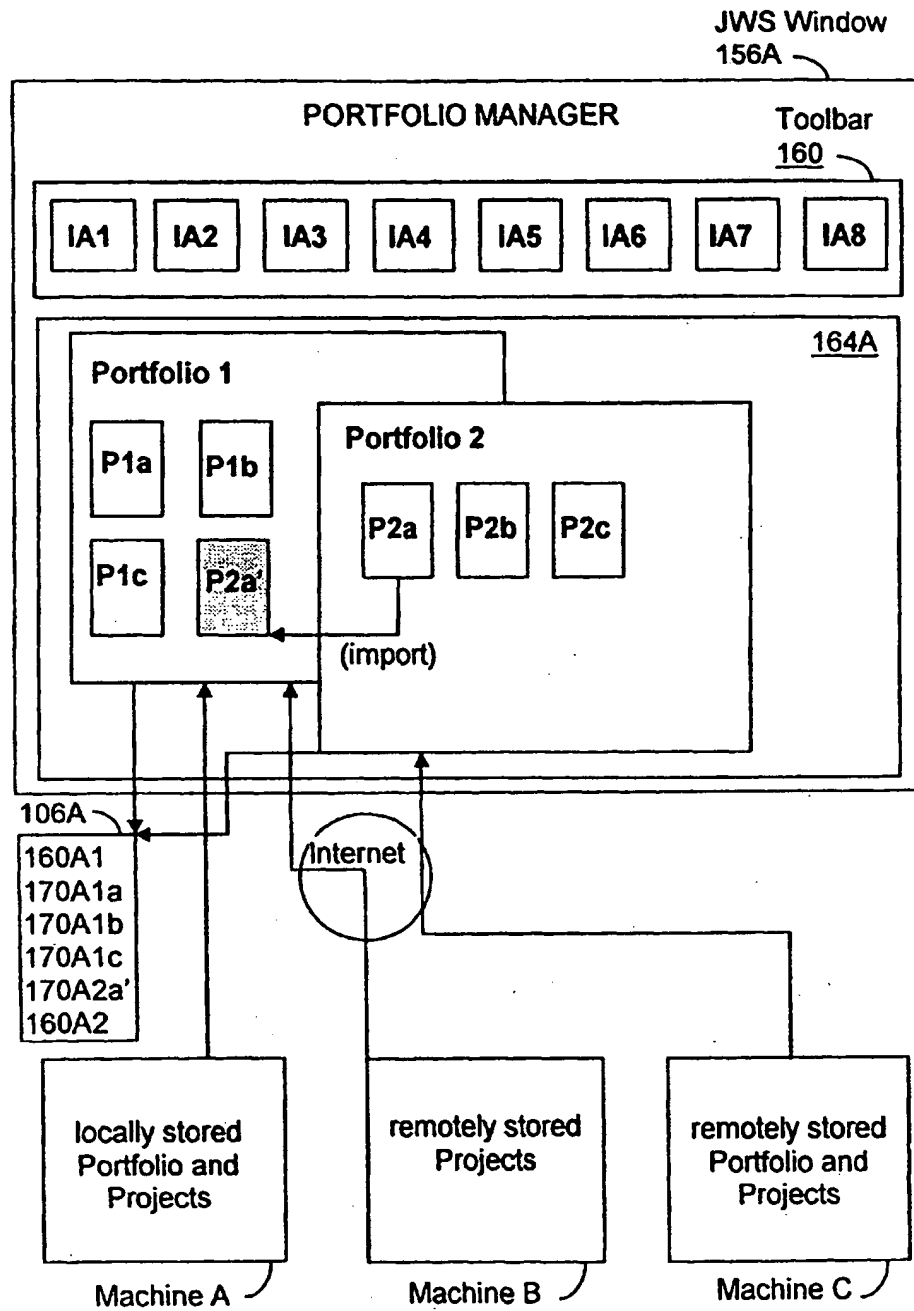 JWS Window
156A
PORTFOLIO MANAGER
Toolbar
160
IA1 IA2 IA3 IA4 IA5 IA6 IA7 IA8
164A
Portfolio 1
P1a P1b
P1c P2a'
Portfolio 2
P2a P2b P2c
(import)
106A
160A1
170A1a
170A1b
170A1c
170A2a'
160A2
Internet
locally stored
Portfolio and
Projects
remotely stored
Projects
remotely stored
Portfolio and
Projects
Machine A
Machine B
Machine C